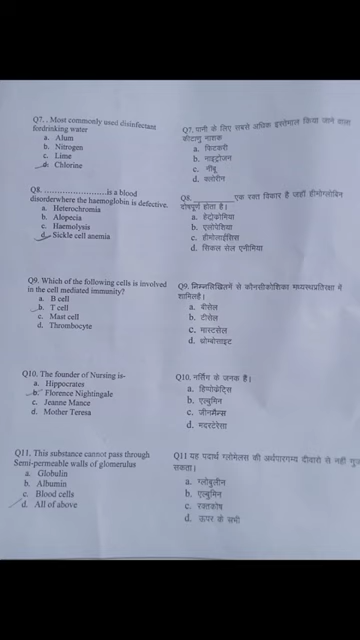 Q7. . Most commonly used disinfectant
fordrinking water
a. Alum
b. Nitrogen
c. Lime
d. Chlorine
Q8. ........................is a blood
disorderwhere the haemoglobin is defective.
a. Heterochromia
b. Alopecia
c. Haemolysis
d. Sickle cell anemia
Q9. Which of the following cells is involved
in the cell mediated immunity?
a. B cell
b. T cell
c. Mast cell
d. Thrombocyte
Q10. The founder of Nursing is-
a. Hippocrates
b. Florence Nightingale
c. Jeanne Mance
d. Mother Teresa
Q11. This substance cannot pass through
Semi-permeable walls of glomerulus
a. Globulin
b. Albumin
c. Blood cells
d. All of above
Q7. पानी के लिए सबसे अधिक इस्तेमाल किया जाने वाला
कीटाणु नाशक
a. फिटकरी
b. नाइट्रोजन
c. नींबू
d. क्लोरीन
Q8. एक रक्त विकार है जहाँ हीमोग्लोबिन
दोषपूर्ण होता है।
a. हेट्रोक्रोमिया
b. एलोपेशिया
c. हीमोलाईसिस
d. सिकल सेल एनीमिया
Q9. निम्नलिखितमें से कौनसीकोशिका मध्यस्थप्रतिरक्षा में
शामिलहै।
a. बीसेल
b. टीसेल
c. मास्टसेल
d. थ्रोम्बोसाइट
Q10. नर्सिंग के जनक हैं।
a. हिप्पोक्रेट्सि
b. एल्बुमिन
c. जीनमैन्स
d. मदरटेरेसा
Q11 यह पदार्थ ग्लोमेलस की अर्धपारगम्य दीवारो से नहीं
सकता।
a. ग्लोबुलीन
b. एल्बुमिन
c. रक्तकोष
d. ऊपर के सभी